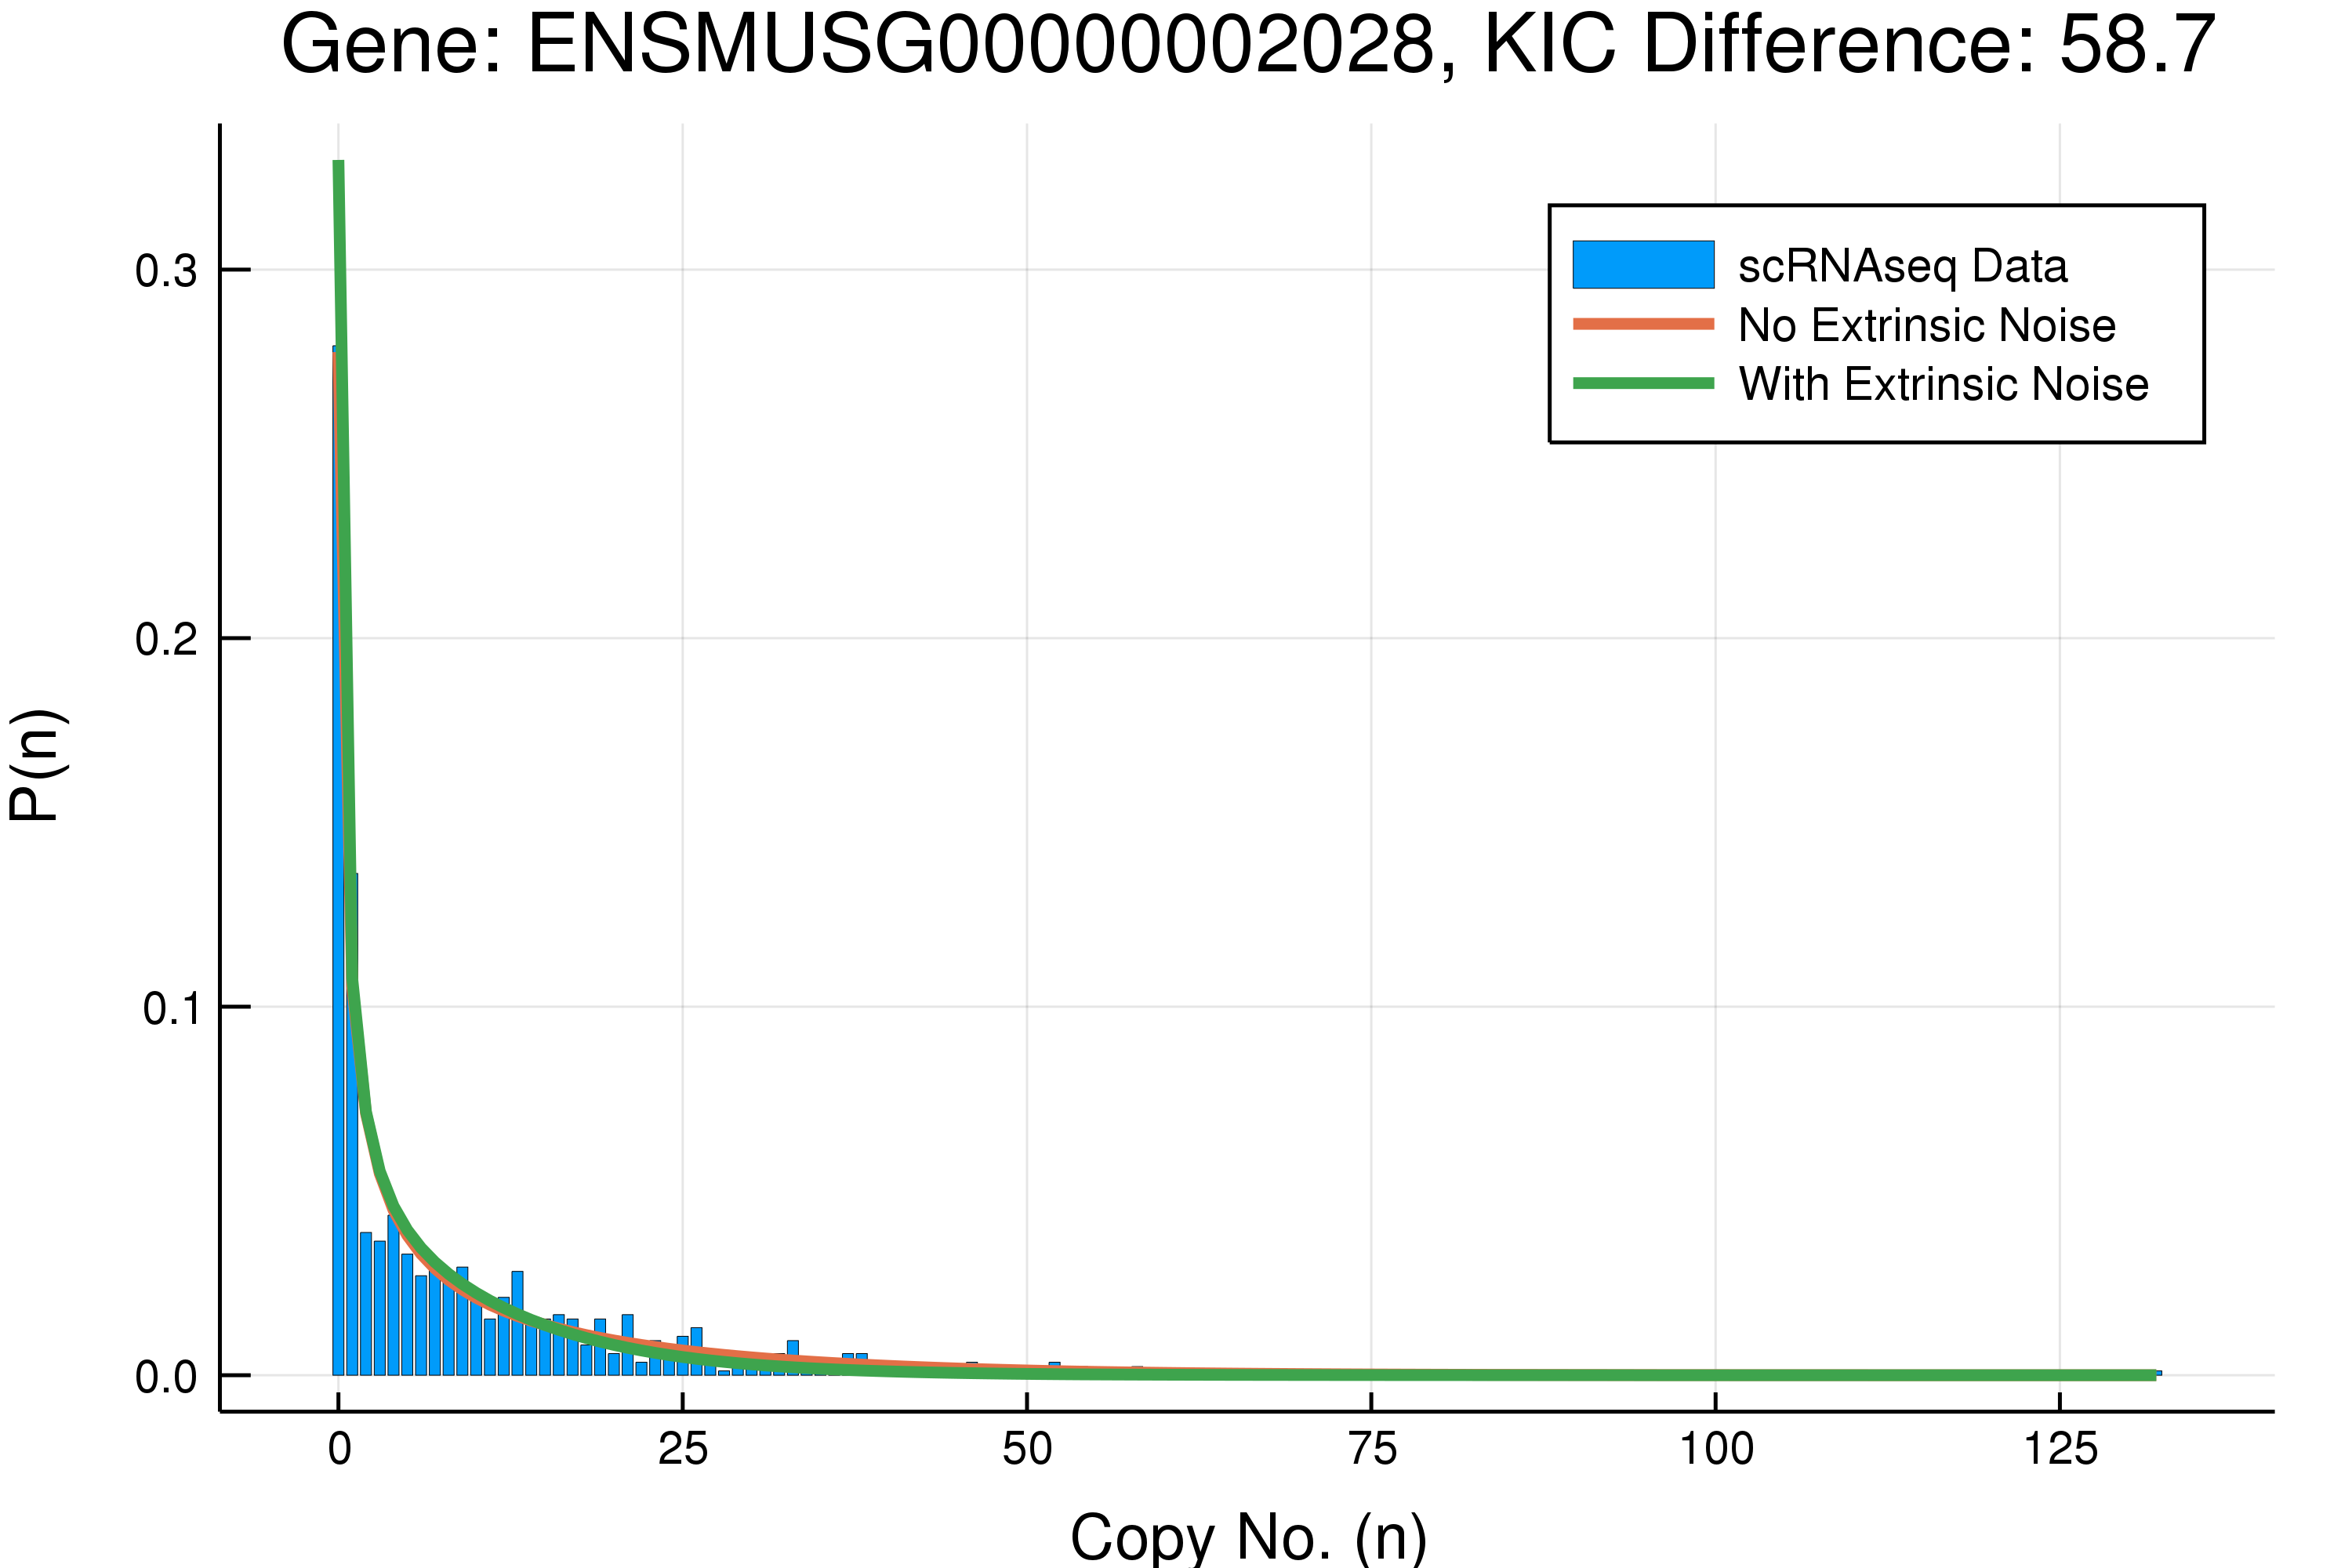 Gene: ENSMUSG00000002028, KIC Difference: 58.7
scRNAseq Data
No Extrinsic Noise
With Extrinsic Noise
0.3
0.2
0.1
0.0
P(n)
0 25 50 75 100 125
Copy No. (n)